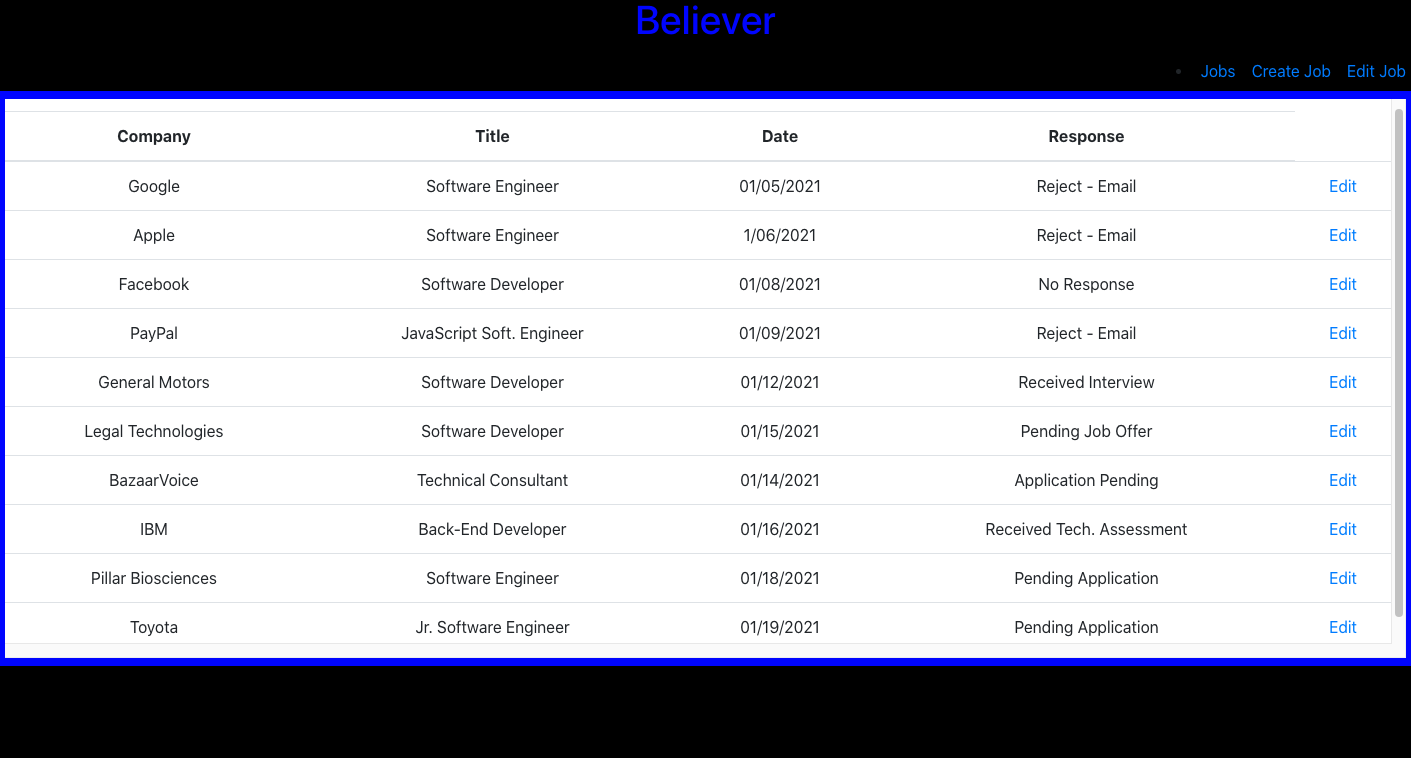 Believer
• Jobs Create Job Edit Job
Company Title Date Response
Google Software Engineer 01/05/2021 Reject - Email Edit
Apple Software Engineer 1/06/2021 Reject - Email Edit
Facebook Software Developer 01/08/2021 No Response Edit
PayPal JavaScript Soft. Engineer 01/09/2021 Reject - Email Edit
General Motors Software Developer 01/12/2021 Received Interview Edit
Legal Technologies Software Developer 01/15/2021 Pending Job Offer Edit
BazaarVoice Technical Consultant 01/14/2021 Application Pending Edit
IBM Back-End Developer 01/16/2021 Received Tech. Assessment Edit
Pillar Biosciences Software Engineer 01/18/2021 Pending Application Edit
Toyota Jr. Software Engineer 01/19/2021 Pending Application Edit